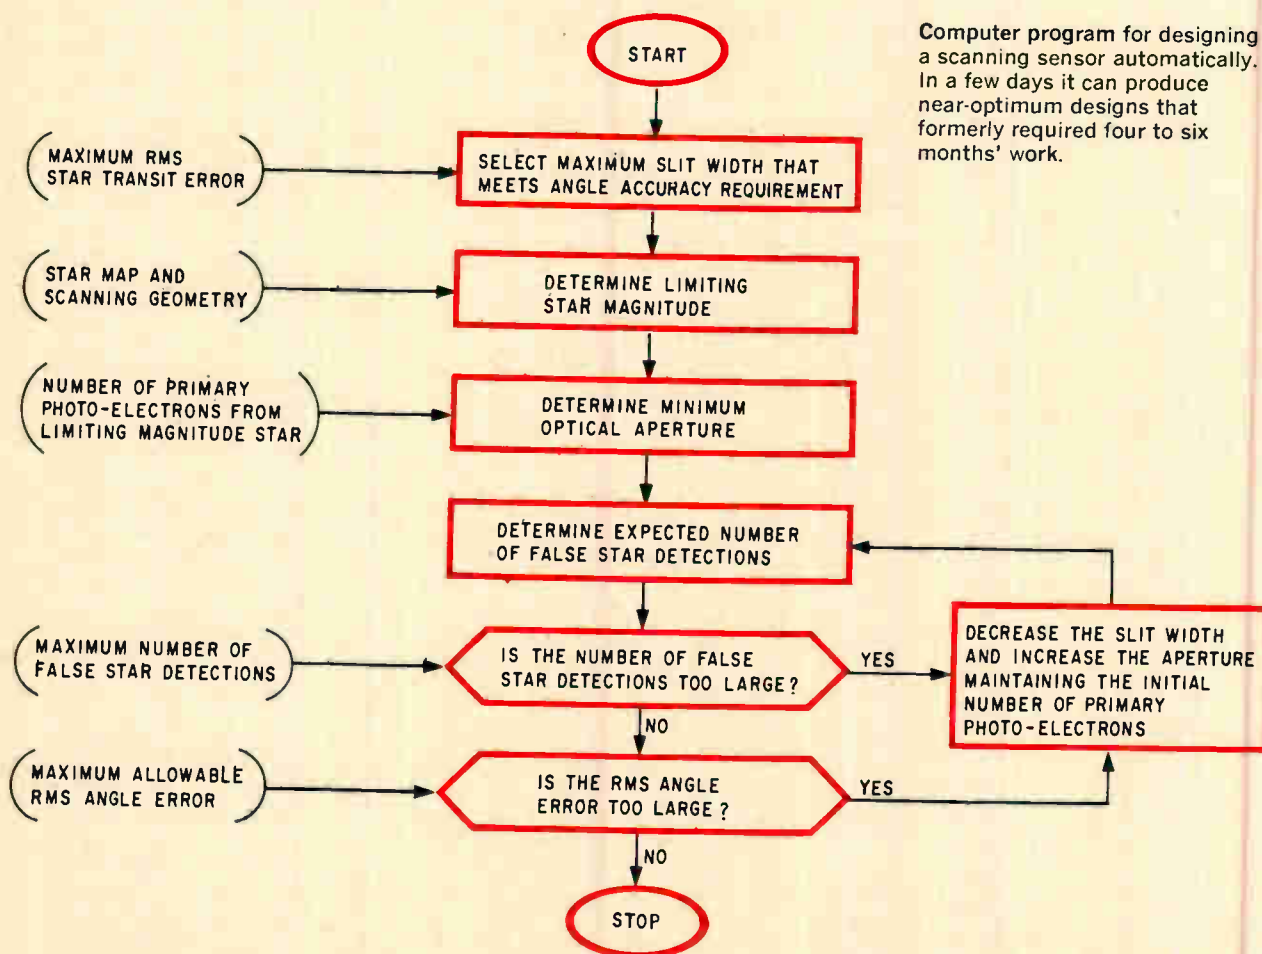 START
Computer program for designing
a scanning sensor automatically.
In a few days it can produce
near-optimum designs that
formerly required four to six
months' work.
MAXIMUM RMS
STAR TRANSIT ERROR
SELECT MAXIMUM SLIT WIDTH THAT
MEETS ANGLE ACCURACY REQUIREMENT
STAR MAP AND
SCANNING GEOMETRY
DETERMINE LIMITING
STAR MAGNITUDE
NUMBER OF PRIMARY
PHOTO-ELECTRONS FROM
LIMITING MAGNITUDE STAR
DETERMINE MINIMUM
OPTICAL APERTURE
DETERMINE EXPECTED NUMBER
OF FALSE STAR DETECTIONS
MAXIMUM NUMBER OF
FALSE STAR DETECTIONS
IS THE NUMBER OF FALSE
STAR DETECTIONS TOO LARGE?
YES
DECREASE THE SLIT WIDTH
AND INCREASE THE APERTURE
MAINTAINING THE INITIAL
NUMBER OF PRIMARY
PHOTO-ELECTRONS
NO
MAXIMUM ALLOWABLE
RMS ANGLE ERROR
IS THE RMS ANGLE
ERROR TOO LARGE?
YES
NO
STOP